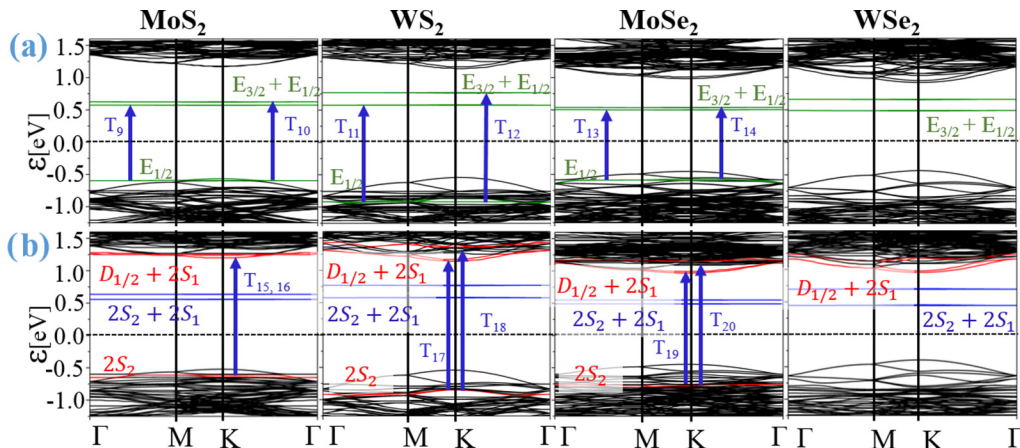 MoS₂ WS₂ MoSe₂ WSe₂
(a)
ε[eV]
1.5
1.0
0.5
0.0
-0.5
-1.0
E₃/₂ + E₁/₂
T₉
T₁₀
E₁/₂
E₃/₂ + E₁/₂
T₁₁
T₁₂
E₁/₂
E₃/₂ + E₁/₂
T₁₃
T₁₄
E₁/₂
E₃/₂ + E₁/₂
(b)
ε[eV]
1.5
1.0
0.5
0.0
-0.5
-1.0
D₁/₂ + 2S₁
T₁₅, ₁₆
2S₂ + 2S₁
2S₂
D₁/₂ + 2S₁
2S₂ + 2S₁
T₁₈
T₁₇
2S₂
D₁/₂ + 2S₁
2S₂ + 2S₁
T₂₀
T₁₉
2S₂
D₁/₂ + 2S₁
2S₂ + 2S₁
Γ M K Γ M K Γ M K Γ M K Γ